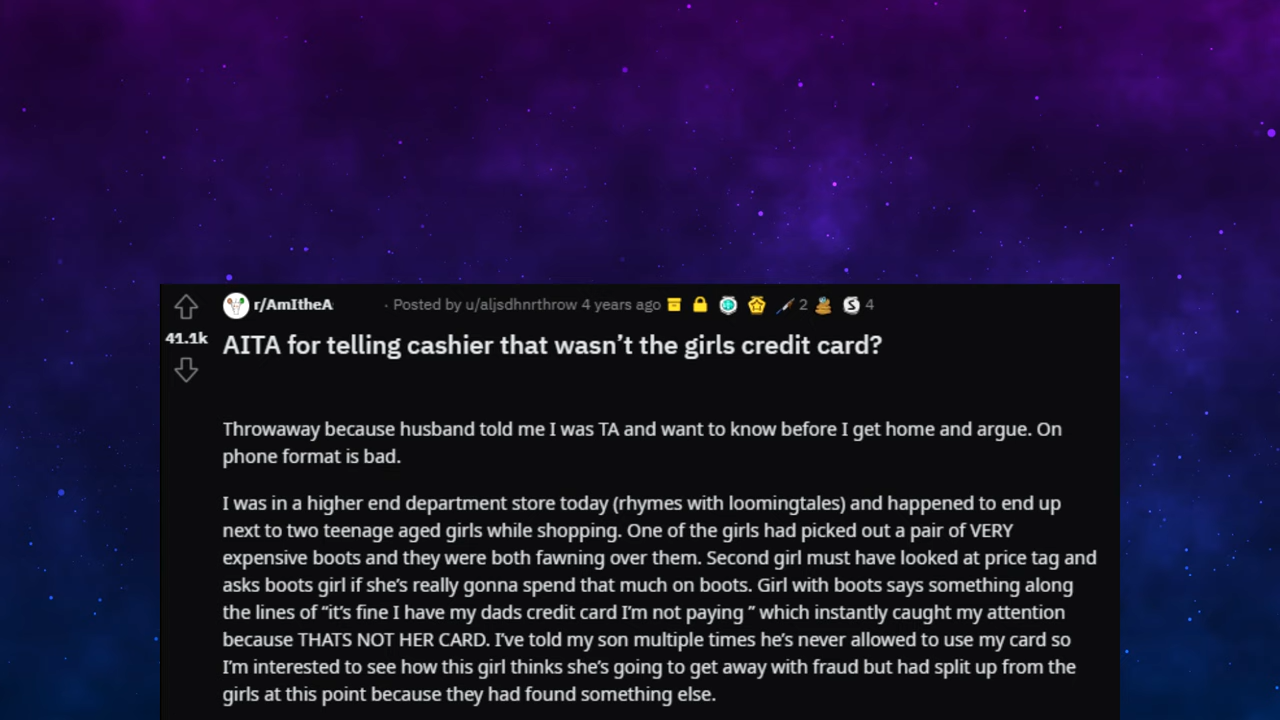 r/AmItheA · Posted by u/aljsdhnrthrow 4 years ago 2 S 4
41.1k
AITA for telling cashier that wasn’t the girls credit card?
Throwaway because husband told me I was TA and want to know before I get home and argue. On
phone format is bad.
I was in a higher end department store today (rhymes with loomingtales) and happened to end up
next to two teenage aged girls while shopping. One of the girls had picked out a pair of VERY
expensive boots and they were both fawning over them. Second girl must have looked at price tag and
asks boots girl if she’s really gonna spend that much on boots. Girl with boots says something along
the lines of “it’s fine I have my dads credit card I’m not paying ” which instantly caught my attention
because THATS NOT HER CARD. I’ve told my son multiple times he’s never allowed to use my card so
I’m interested to see how this girl thinks she’s going to get away with fraud but had split up from the
girls at this point because they had found something else.